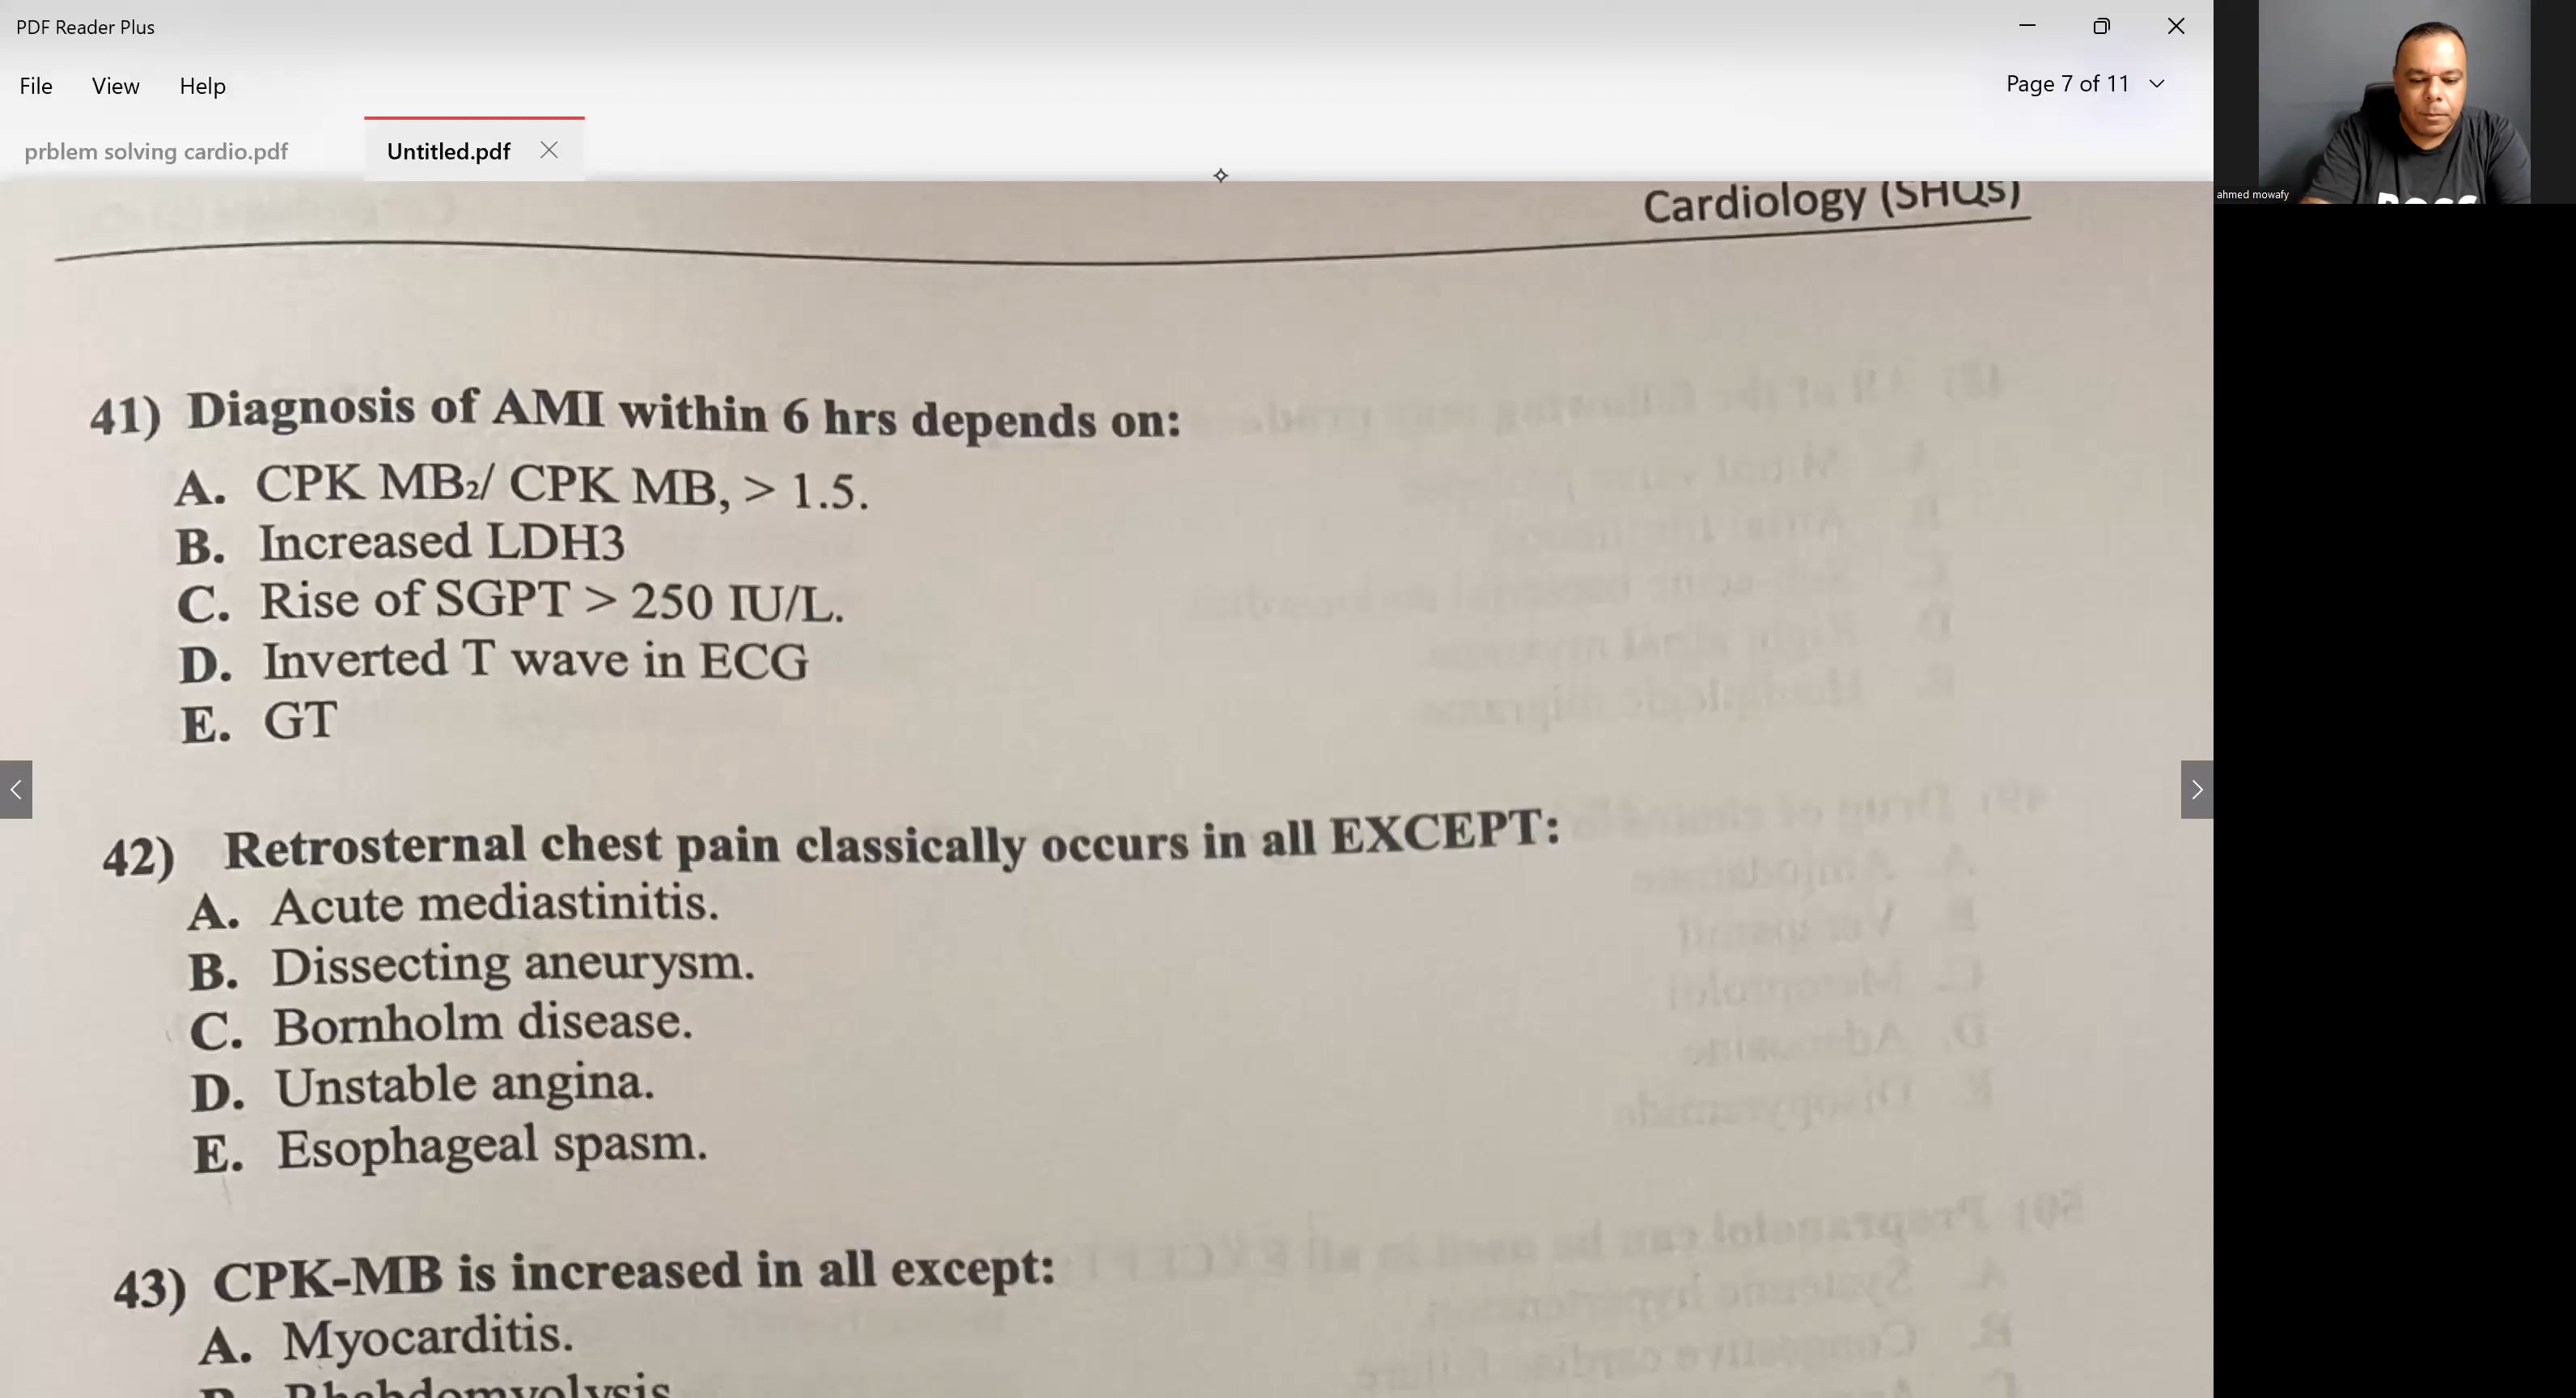 PDF Reader Plus
File View Help
Page 7 of 11
prblem solving cardio.pdf
Untitled.pdf
ahmed mowafy
Cardiology (SHQs)
41) Diagnosis of AMI within 6 hrs depends on:
A. CPK MB₂/ CPK MB, > 1.5.
B. Increased LDH3
C. Rise of SGPT > 250 IU/L.
D. Inverted T wave in ECG
E. GT
42) Retrosternal chest pain classically occurs in all EXCEPT:
A. Acute mediastinitis.
B. Dissecting aneurysm.
C. Bornholm disease.
D. Unstable angina.
E. Esophageal spasm.
43) CPK-MB is increased in all except:
A. Myocarditis.
B. Rhabdomyolysis